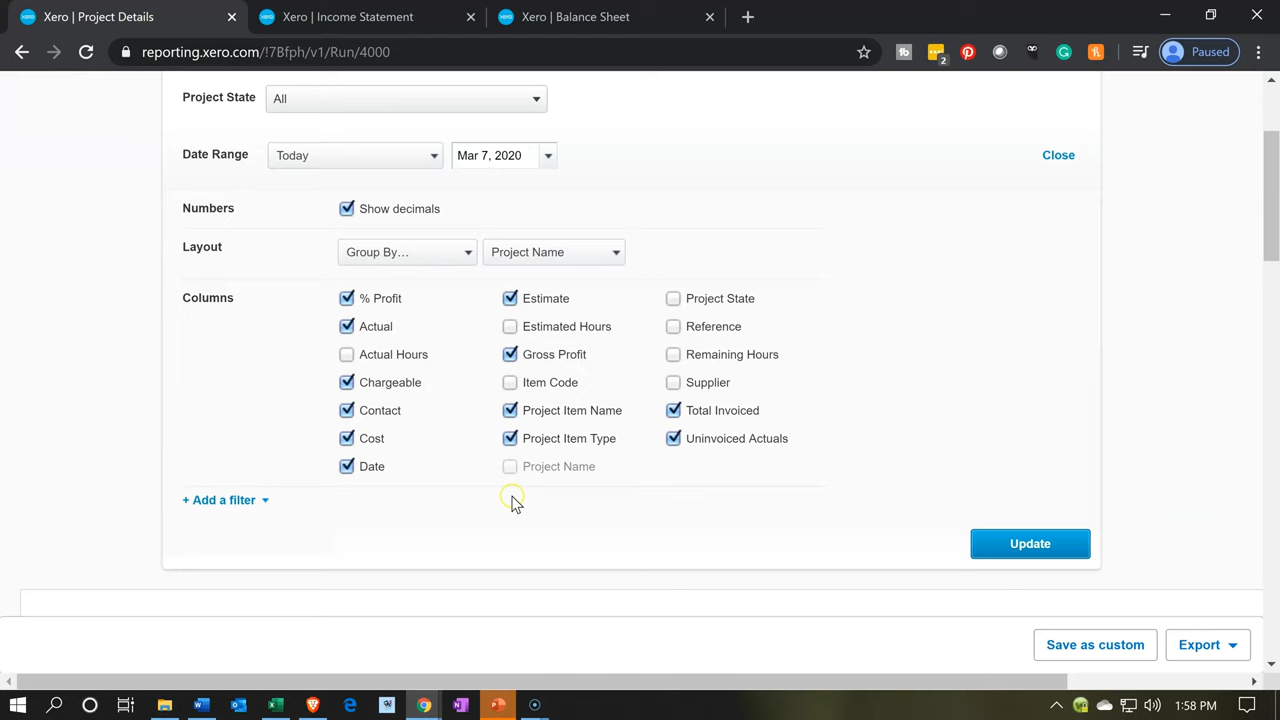 Xero | Project Details
Xero | Income Statement
Xero | Balance Sheet
reporting.xero.com/!7Bfph/v1/Run/4000
2
Paused
Project State
All
Date Range
Today
Mar 7, 2020
Close
Numbers
Show decimals
Layout
Group By...
Project Name
Columns
% Profit
Estimate
Project State
Actual
Estimated Hours
Reference
Actual Hours
Gross Profit
Remaining Hours
Chargeable
Item Code
Supplier
Contact
Project Item Name
Total Invoiced
Cost
Project Item Type
Uninvoiced Actuals
Date
Project Name
+ Add a filter
Update
Save as custom
Export
1:58 PM